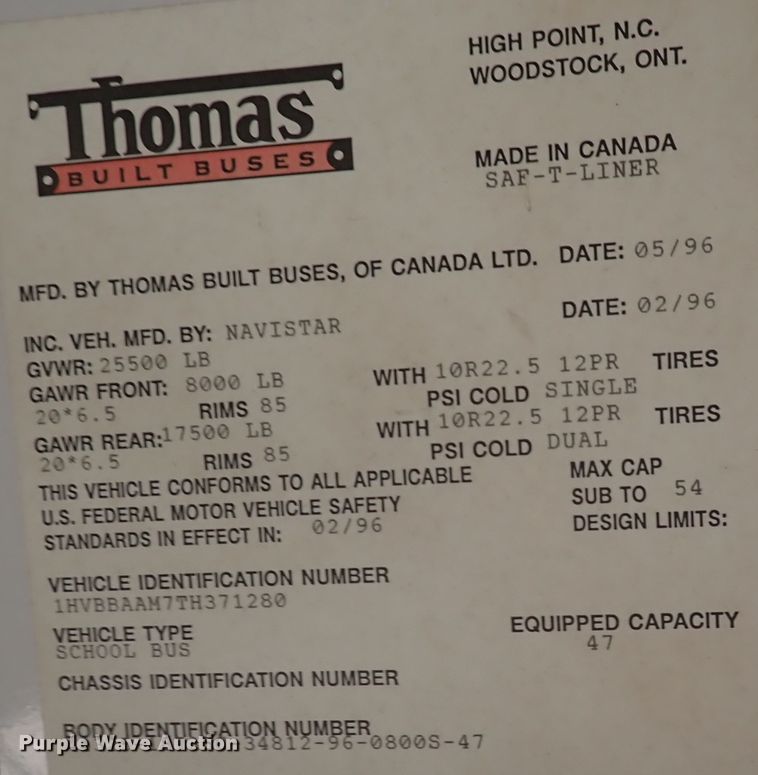 HIGH POINT, N.C.
WOODSTOCK, ONT.
Thomas
BUILT BUSES
MADE IN CANADA
SAF-T-LINER
MFD. BY THOMAS BUILT BUSES, OF CANADA LTD. DATE: 05/96
INC. VEH. MFD. BY: NAVISTAR DATE: 02/96
GVWR: 25500 LB
GAWR FRONT: 8000 LB WITH 10R22.5 12PR TIRES
20*6.5 RIMS 85 PSI COLD SINGLE
GAWR REAR: 17500 LB WITH 10R22.5 12PR TIRES
20*6.5 RIMS 85 PSI COLD DUAL
THIS VEHICLE CONFORMS TO ALL APPLICABLE MAX CAP
U.S. FEDERAL MOTOR VEHICLE SAFETY SUB TO 54
STANDARDS IN EFFECT IN: 02/96 DESIGN LIMITS:
VEHICLE IDENTIFICATION NUMBER
1HVBBAAM7TH371280
VEHICLE TYPE EQUIPPED CAPACITY
SCHOOL BUS 47
CHASSIS IDENTIFICATION NUMBER
BODY IDENTIFICATION NUMBER
Purple Wave Auction 34812-96-0800S-47